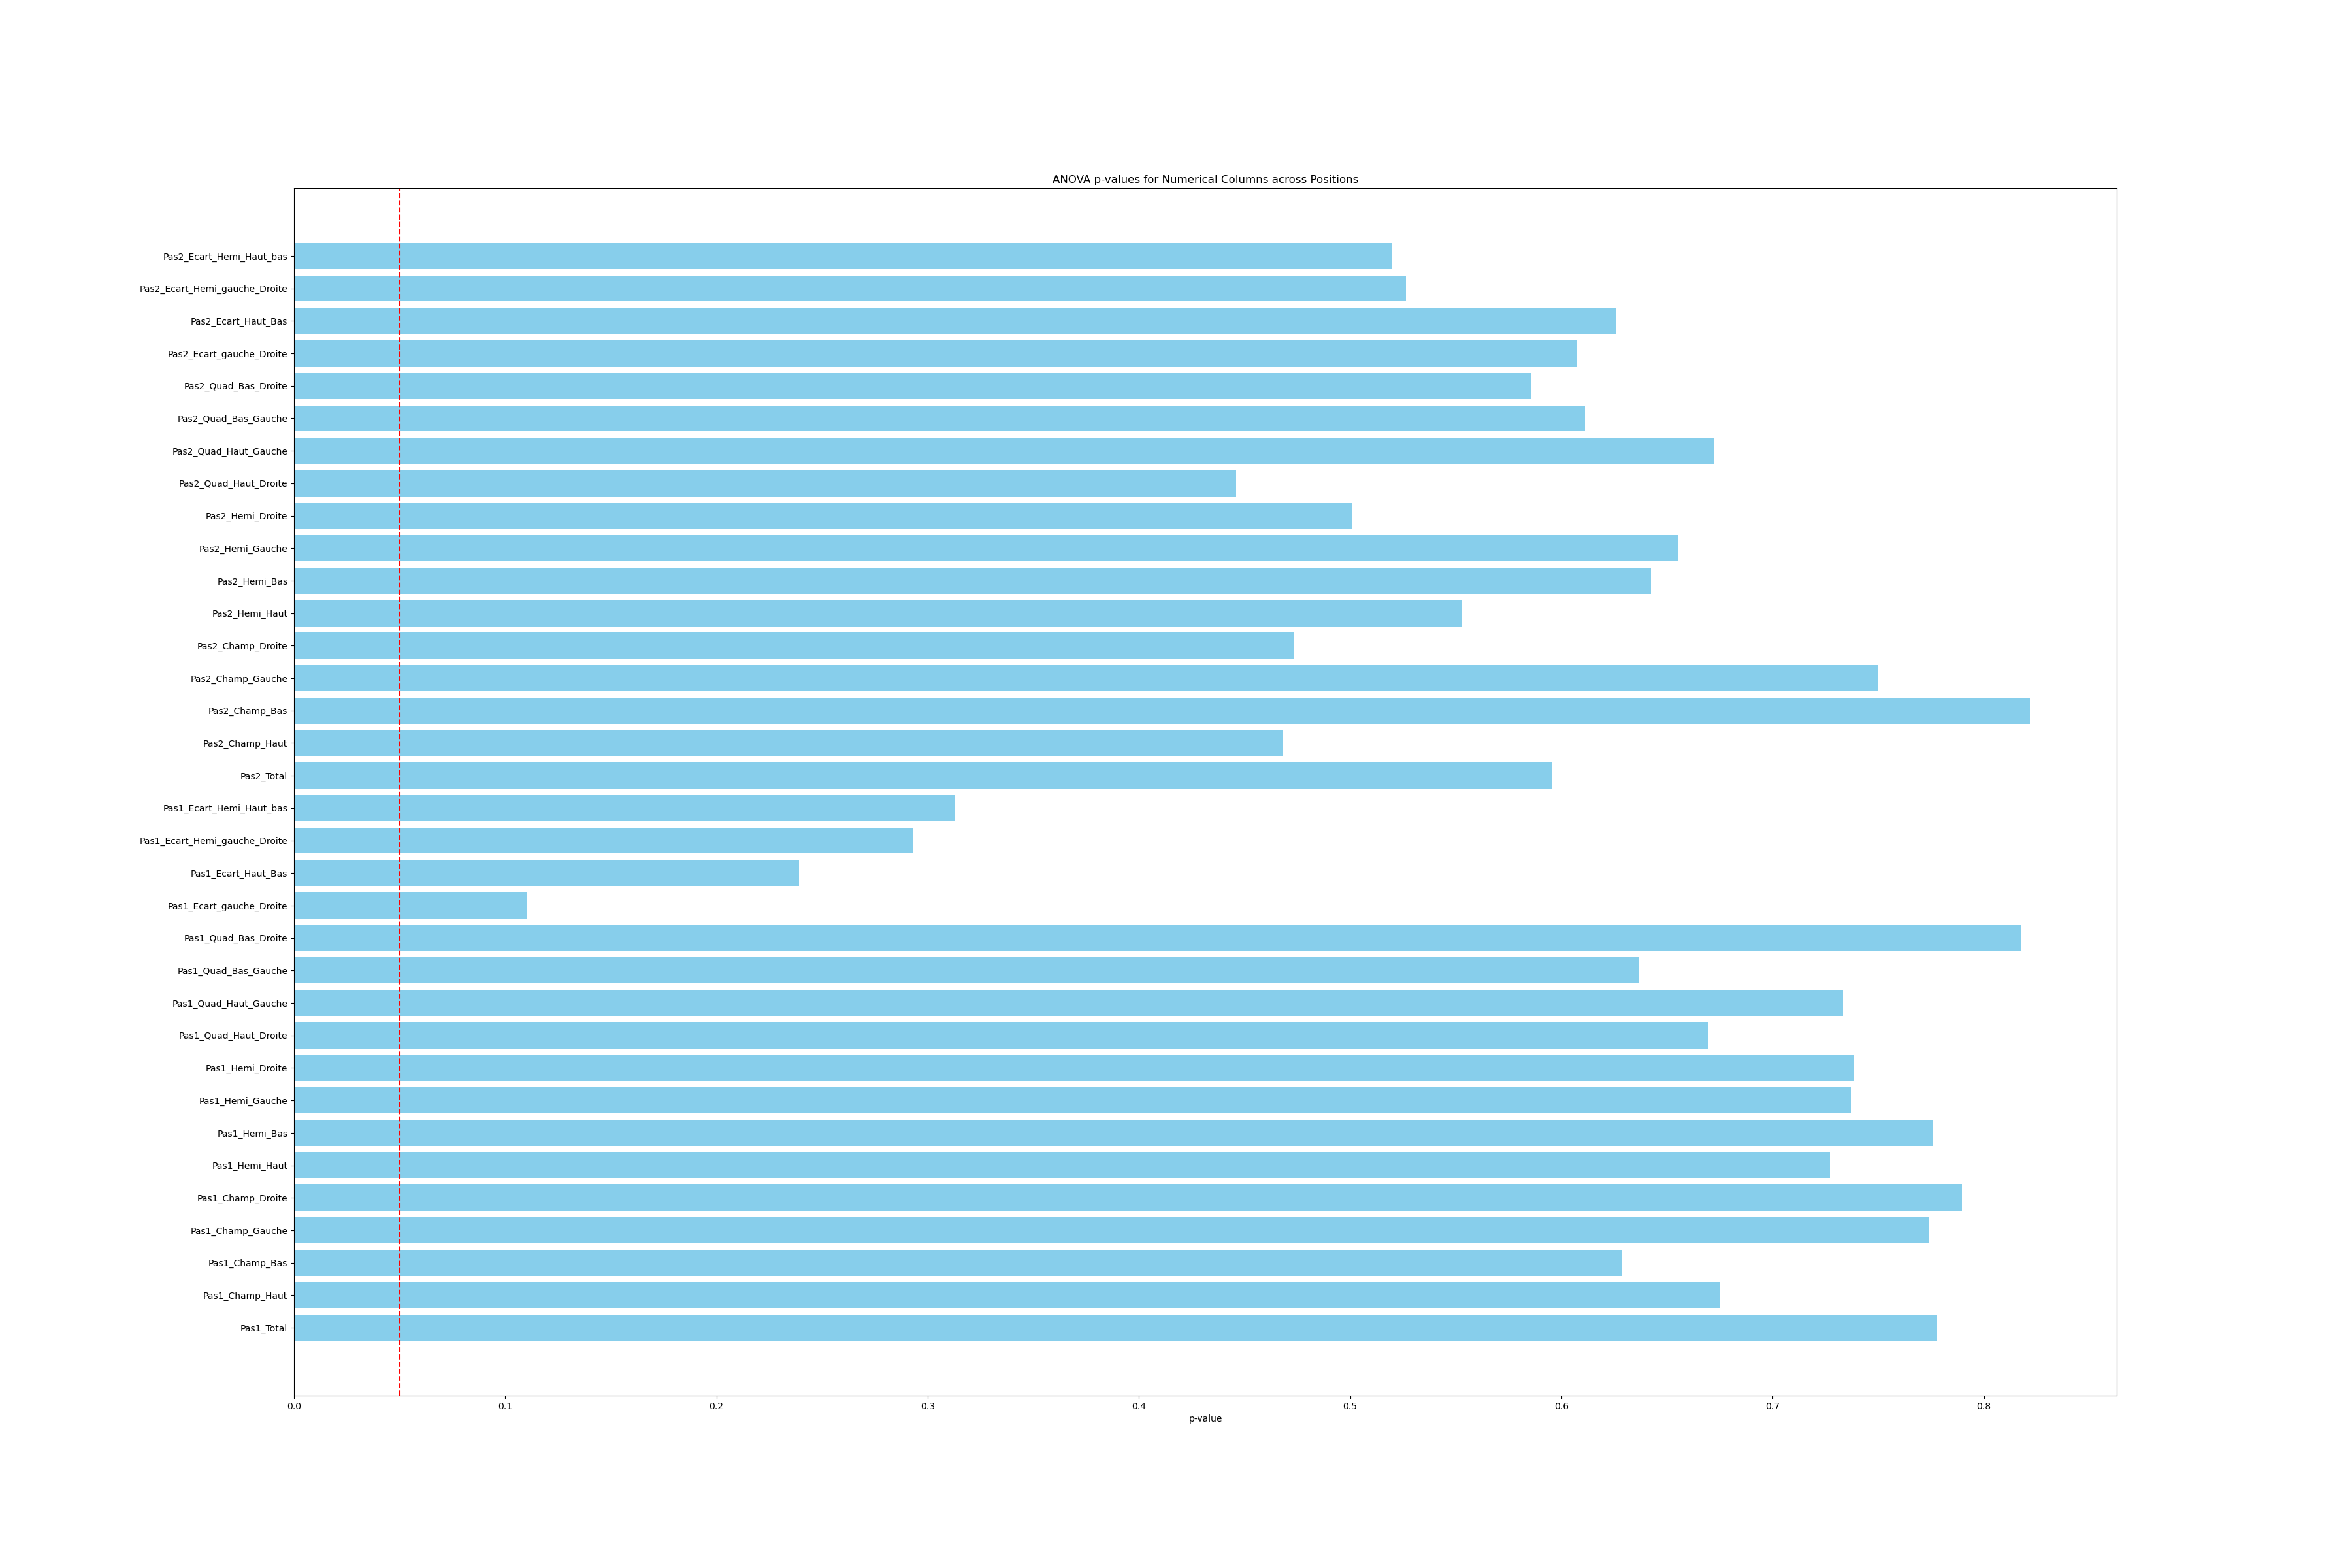 ANOVA p-values for Numerical Columns across Positions
Pas2_Ecart_Hemi_Haut_bas
Pas2_Ecart_Hemi_gauche_Droite
Pas2_Ecart_Haut_Bas
Pas2_Ecart_gauche_Droite
Pas2_Quad_Bas_Droite
Pas2_Quad_Bas_Gauche
Pas2_Quad_Haut_Gauche
Pas2_Quad_Haut_Droite
Pas2_Hemi_Droite
Pas2_Hemi_Gauche
Pas2_Hemi_Bas
Pas2_Hemi_Haut
Pas2_Champ_Droite
Pas2_Champ_Gauche
Pas2_Champ_Bas
Pas2_Champ_Haut
Pas2_Total
Pas1_Ecart_Hemi_Haut_bas
Pas1_Ecart_Hemi_gauche_Droite
Pas1_Ecart_Haut_Bas
Pas1_Ecart_gauche_Droite
Pas1_Quad_Bas_Droite
Pas1_Quad_Bas_Gauche
Pas1_Quad_Haut_Gauche
Pas1_Quad_Haut_Droite
Pas1_Hemi_Droite
Pas1_Hemi_Gauche
Pas1_Hemi_Bas
Pas1_Hemi_Haut
Pas1_Champ_Droite
Pas1_Champ_Gauche
Pas1_Champ_Bas
Pas1_Champ_Haut
Pas1_Total
0.0 0.1 0.2 0.3 0.4 0.5 0.6 0.7 0.8
p-value